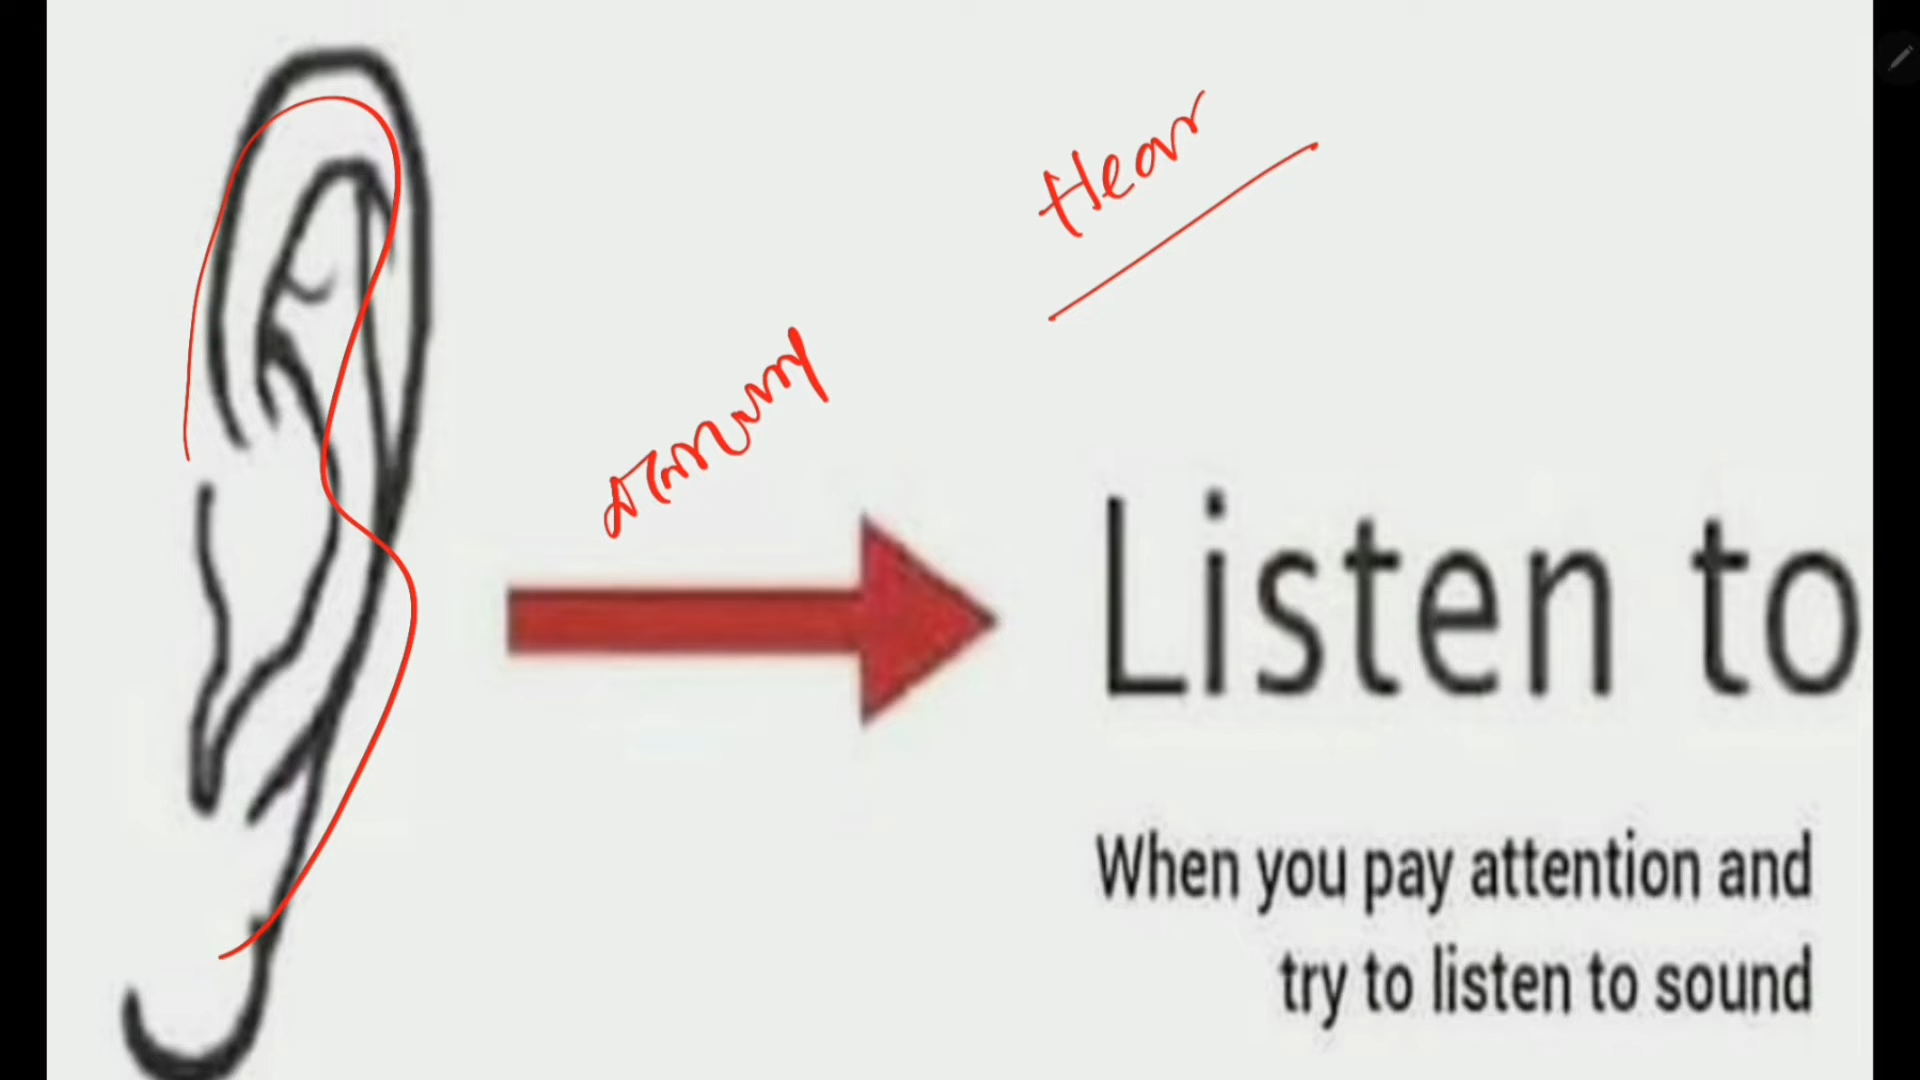 Hear
Listen to
When you pay attention and
try to listen to sound